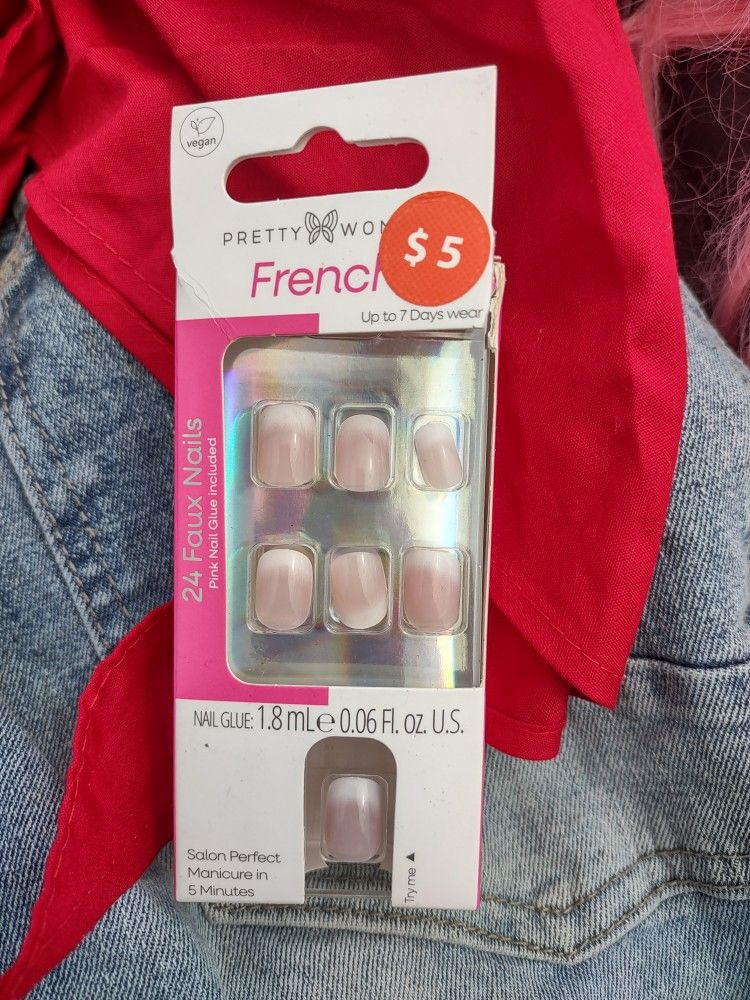 vegan
PRETTY WON
$5
French
Up to 7 Days wear
24 Faux Nails
Pink Nail Glue included
NAIL GLUE: 1.8 mL ℮ 0.06 Fl. oz. U.S.
Salon Perfect
Manicure in
5 Minutes
Try me ▲